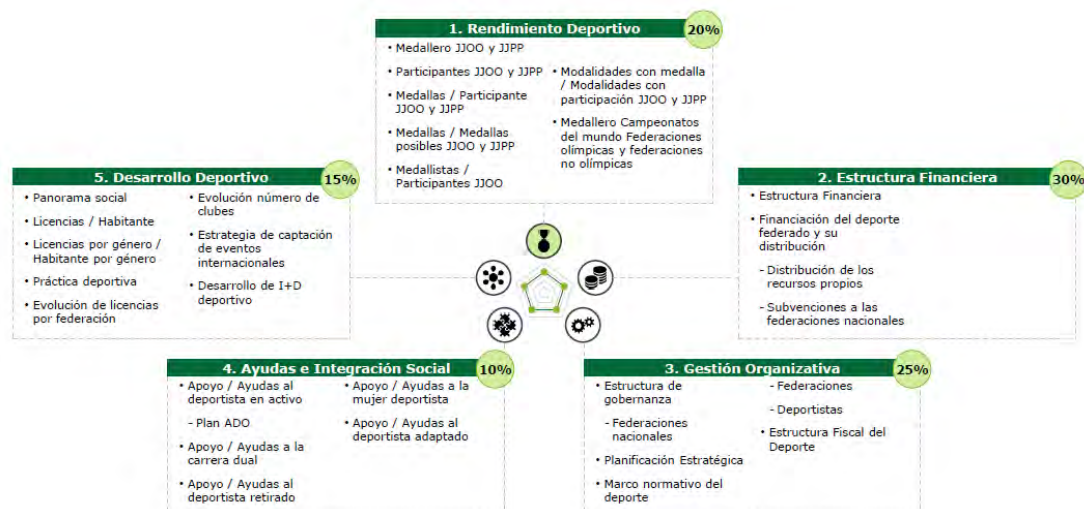 1. Rendimiento Deportivo
20%
• Medallero JJOO y JJPP
• Participantes JJOO y JJPP
• Medallas / Participante
JJOO y JJPP
• Medallas / Medallas
posibles JJOO y JJPP
• Medallistas /
Participantes JJOO
• Modalidades con medalla
/ Modalidades con
participación JJOO y JJPP
• Medallero Campeonatos
del mundo Federaciones
olímpicas y federaciones
no olímpicas
5. Desarrollo Deportivo
15%
• Panorama social
• Licencias / Habitante
• Licencias por género /
Habitante por género
• Práctica deportiva
• Evolución de licencias
por federación
• Evolución número de
clubes
• Estrategia de captación
de eventos
internacionales
• Desarrollo de I+D
deportivo
2. Estructura Financiera
30%
• Estructura Financiera
• Financiación del deporte
federado y su
distribución
- Distribución de los
recursos propios
- Subvenciones a las
federaciones nacionales
4. Ayudas e Integración Social
10%
• Apoyo / Ayudas al
deportista en activo
- Plan ADO
• Apoyo / Ayudas a la
carrera dual
• Apoyo / Ayudas al
deportista retirado
• Apoyo / Ayudas a la
mujer deportista
• Apoyo / Ayudas al
deportista adaptado
3. Gestión Organizativa
25%
• Estructura de
gobernanza
- Federaciones
nacionales
• Planificación Estratégica
• Marco normativo del
deporte
- Federaciones
- Deportistas
• Estructura Fiscal del
Deporte